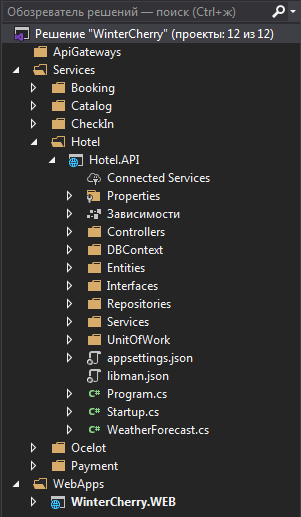 Обозреватель решений — поиск (Ctrl+ж)
Решение "WinterCherry" (проекты: 12 из 12)
ApiGateways
Services
Booking
Catalog
CheckIn
Hotel
Hotel.API
Connected Services
Properties
Зависимости
Controllers
DBContext
Entities
Interfaces
Repositories
Services
UnitOfWork
appsettings.json
libman.json
C# Program.cs
C# Startup.cs
C# WeatherForecast.cs
Ocelot
Payment
WebApps
WinterCherry.WEB